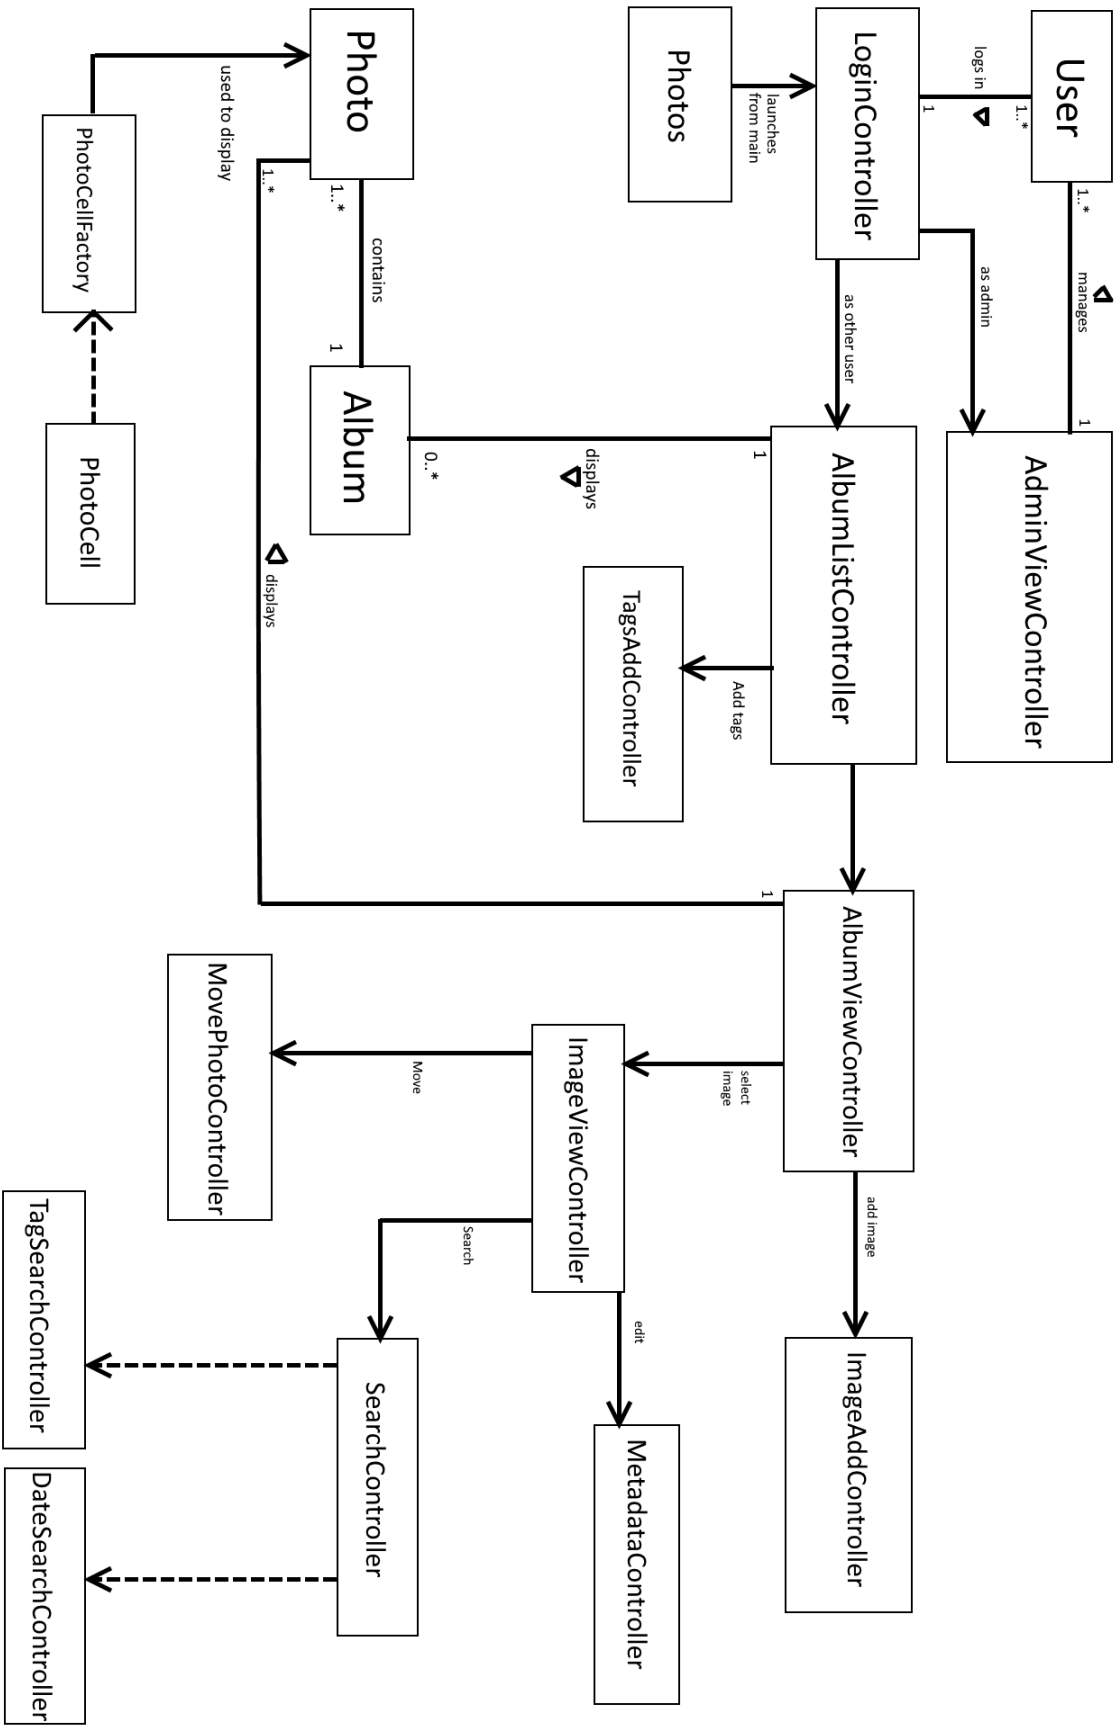 1..*
manages
1
User
AdminViewController
1..*
logs in
as admin
1
LoginController
as other user
AlbumListController
AlbumViewController
add image
ImageAddController
launches
from main
1
Add tags
1
select
image
Photos
TagsAddController
edit
MetadataController
displays
ImageViewController
Search
0..*
Move
contains
SearchController
Photo
Album
1..*
1
1..*
displays
used to display
MovePhotoController
PhotoCellFactory
PhotoCell
TagSearchController
DateSearchController